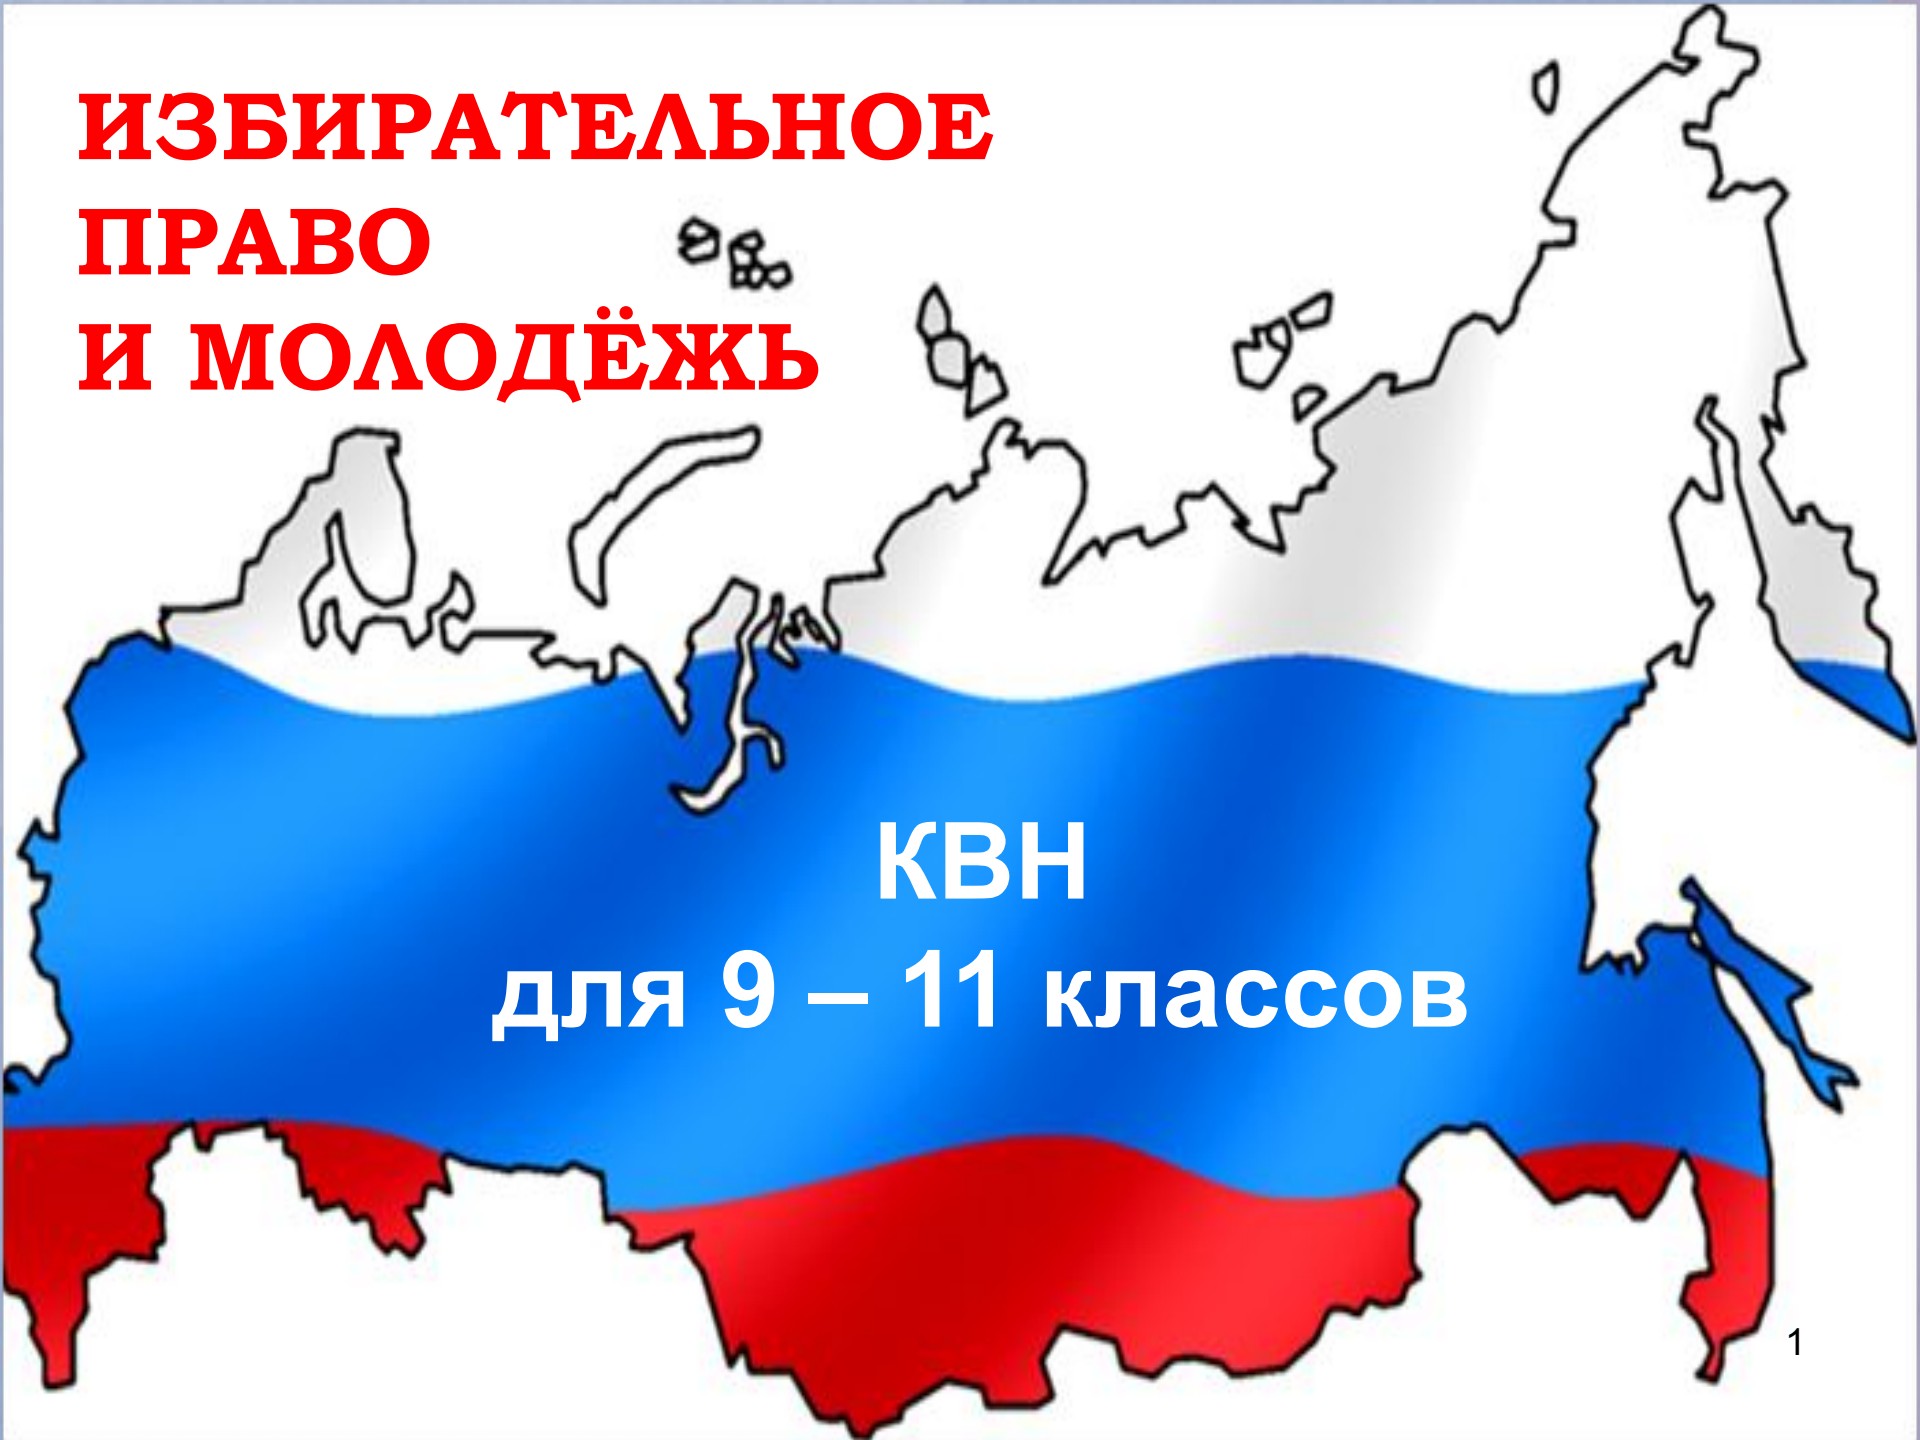 ИЗБИРАТЕЛЬНОЕ
ПРАВО
И МОЛОДЁЖЬ
КВН
для 9 – 11 классов
1